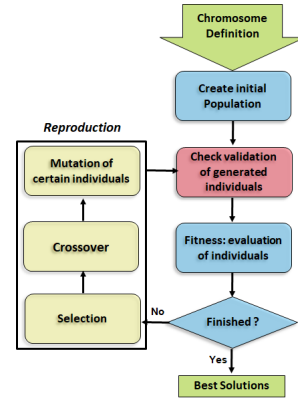 Chromosome
Definition
Create initial
Population
Reproduction
Mutation of
certain individuals
Check validation
of generated
individuals
Crossover
Fitness: evaluation
of individuals
Selection
No
Finished ?
Yes
Best Solutions